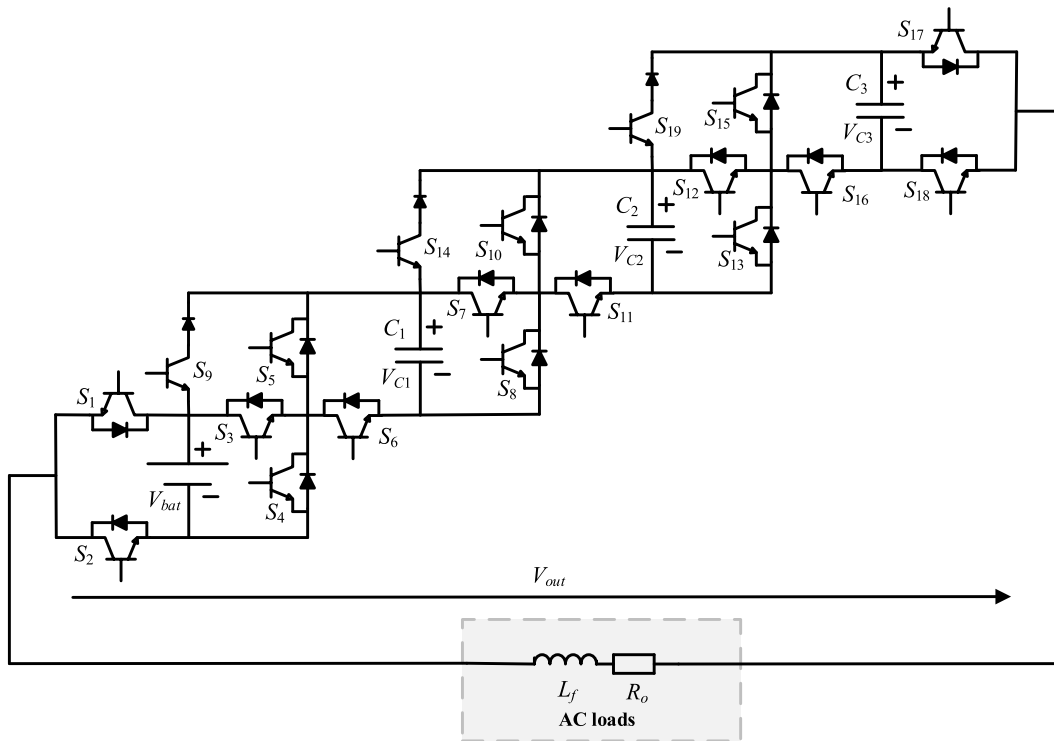 S17
C3 +
S15
S19
VC3 −
S12
S16
S18
C2 +
S10
S14
VC2 −
S13
S7
S11
C1 +
S9
S5
VC1 −
S8
S1
S3
S6
+
Vbat −
S4
S2
Vout
Lf Ro
AC loads